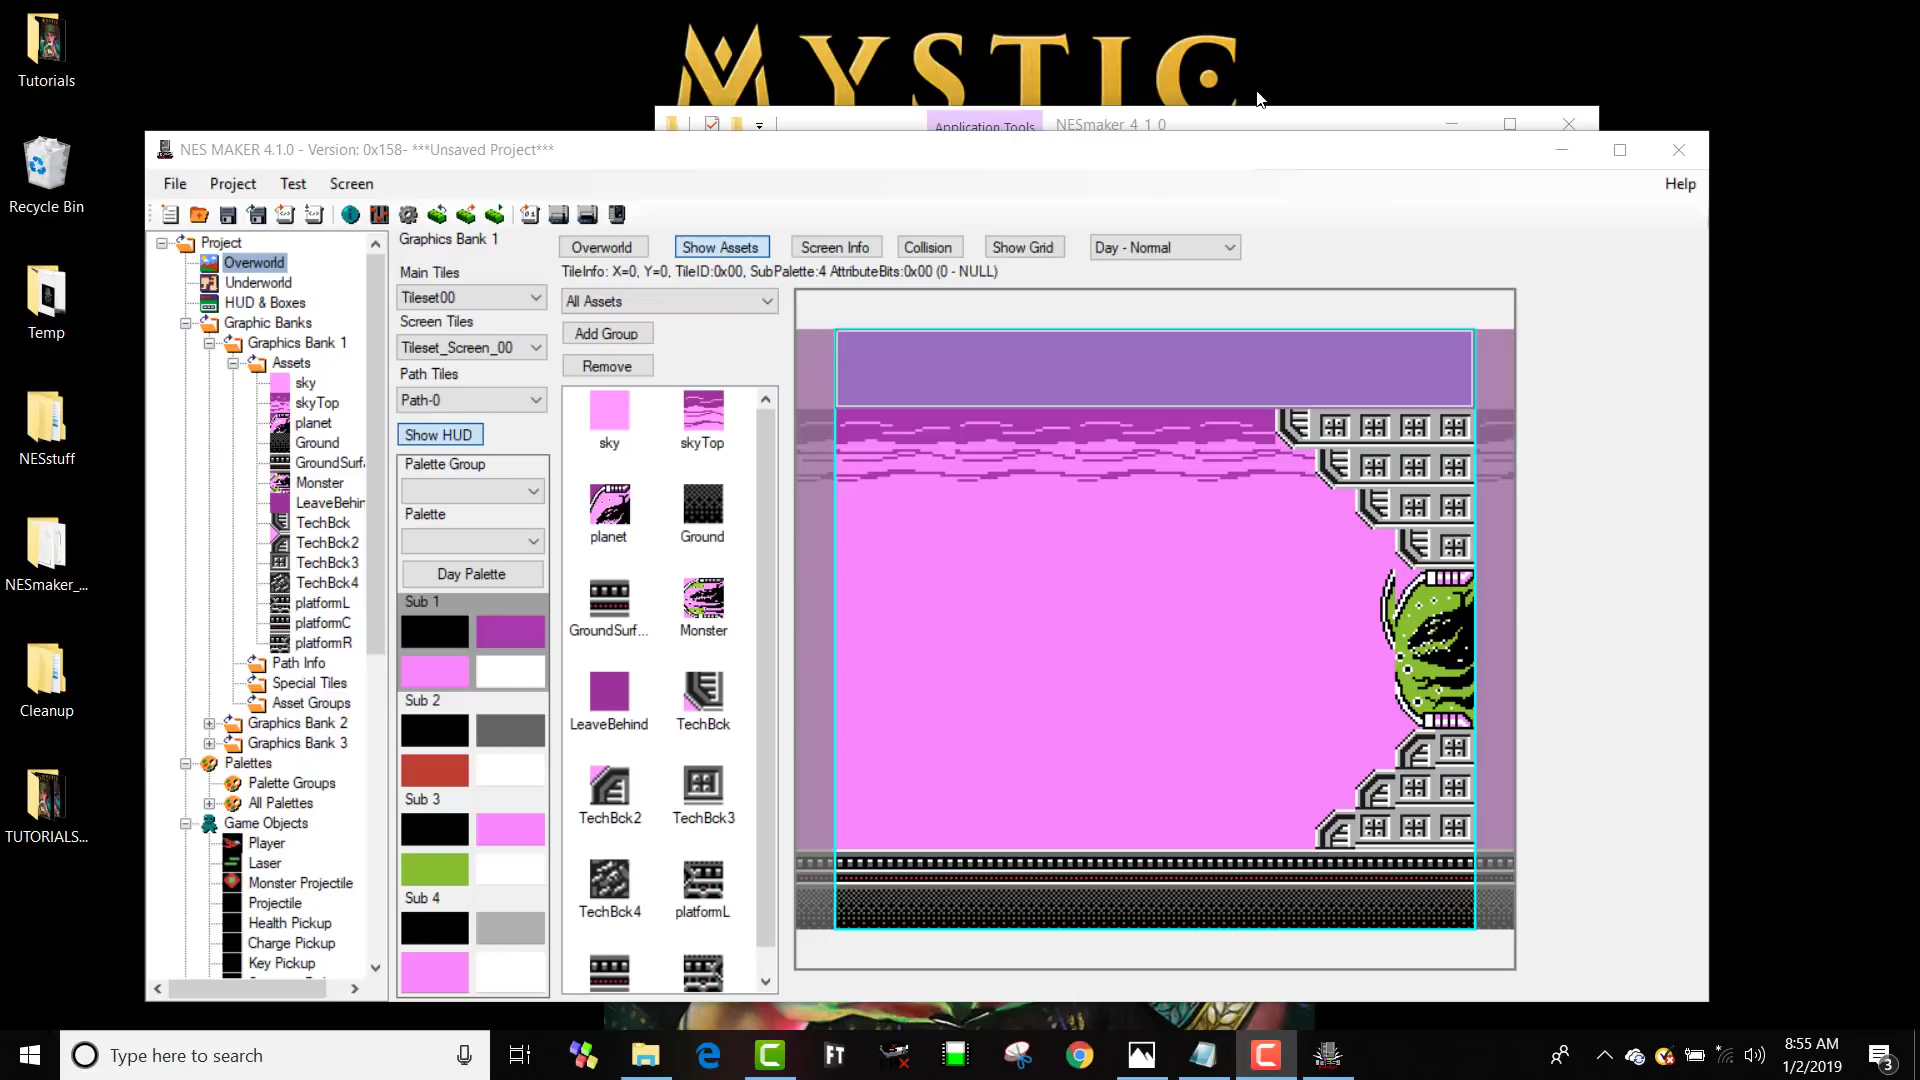 MYSTIC
Tutorials
Recycle Bin
Temp
NESstuff
NESmaker_...
Cleanup
TUTORIALS...
Application Tools
NESmaker_4_1_0
NES MAKER 4.1.0 - Version: 0x158- ***Unsaved Project***
File
Project
Test
Screen
Help
Project
Overworld
Underworld
HUD & Boxes
Graphic Banks
Graphics Bank 1
Assets
sky
skyTop
planet
Ground
GroundSurf
Monster
LeaveBehin
TechBck
TechBck2
TechBck3
TechBck4
platformL
platformC
platformR
Path Info
Special Tiles
Asset Groups
Graphics Bank 2
Graphics Bank 3
Palettes
Palette Groups
All Palettes
Game Objects
Player
Laser
Monster Projectile
Projectile
Health Pickup
Charge Pickup
Key Pickup
Graphics Bank 1
Main Tiles
Tileset00
Screen Tiles
Tileset_Screen_00
Path Tiles
Path-0
Show HUD
Palette Group
Palette
Day Palette
Sub 1
Sub 2
Sub 3
Sub 4
Overworld
Show Assets
Screen Info
Collision
Show Grid
Day - Normal
TileInfo: X=0, Y=0, TileID:0x00, SubPalette:4 AttributeBits:0x00 (0 - NULL)
All Assets
Add Group
Remove
sky
skyTop
planet
Ground
GroundSurf...
Monster
LeaveBehind
TechBck
TechBck2
TechBck3
TechBck4
platformL
Type here to search
FT
8:55 AM
1/2/2019
3